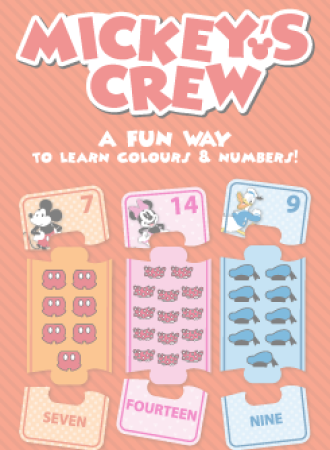 MICKEY'S
CREW
A FUN WAY
TO LEARN COLOURS & NUMBERS!
7
14
9
SEVEN
FOURTEEN
NINE